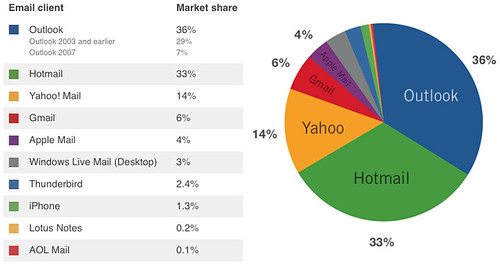 Email client Market share
Outlook 36%
Outlook 2003 and earlier 29%
Outlook 2007 7%
Hotmail 33%
Yahoo! Mail 14%
Gmail 6%
Apple Mail 4%
Windows Live Mail (Desktop) 3%
Thunderbird 2.4%
iPhone 1.3%
Lotus Notes 0.2%
AOL Mail 0.1%
4%
6%
14%
33%
36%
Apple Mail
Gmail
Yahoo
Hotmail
Outlook